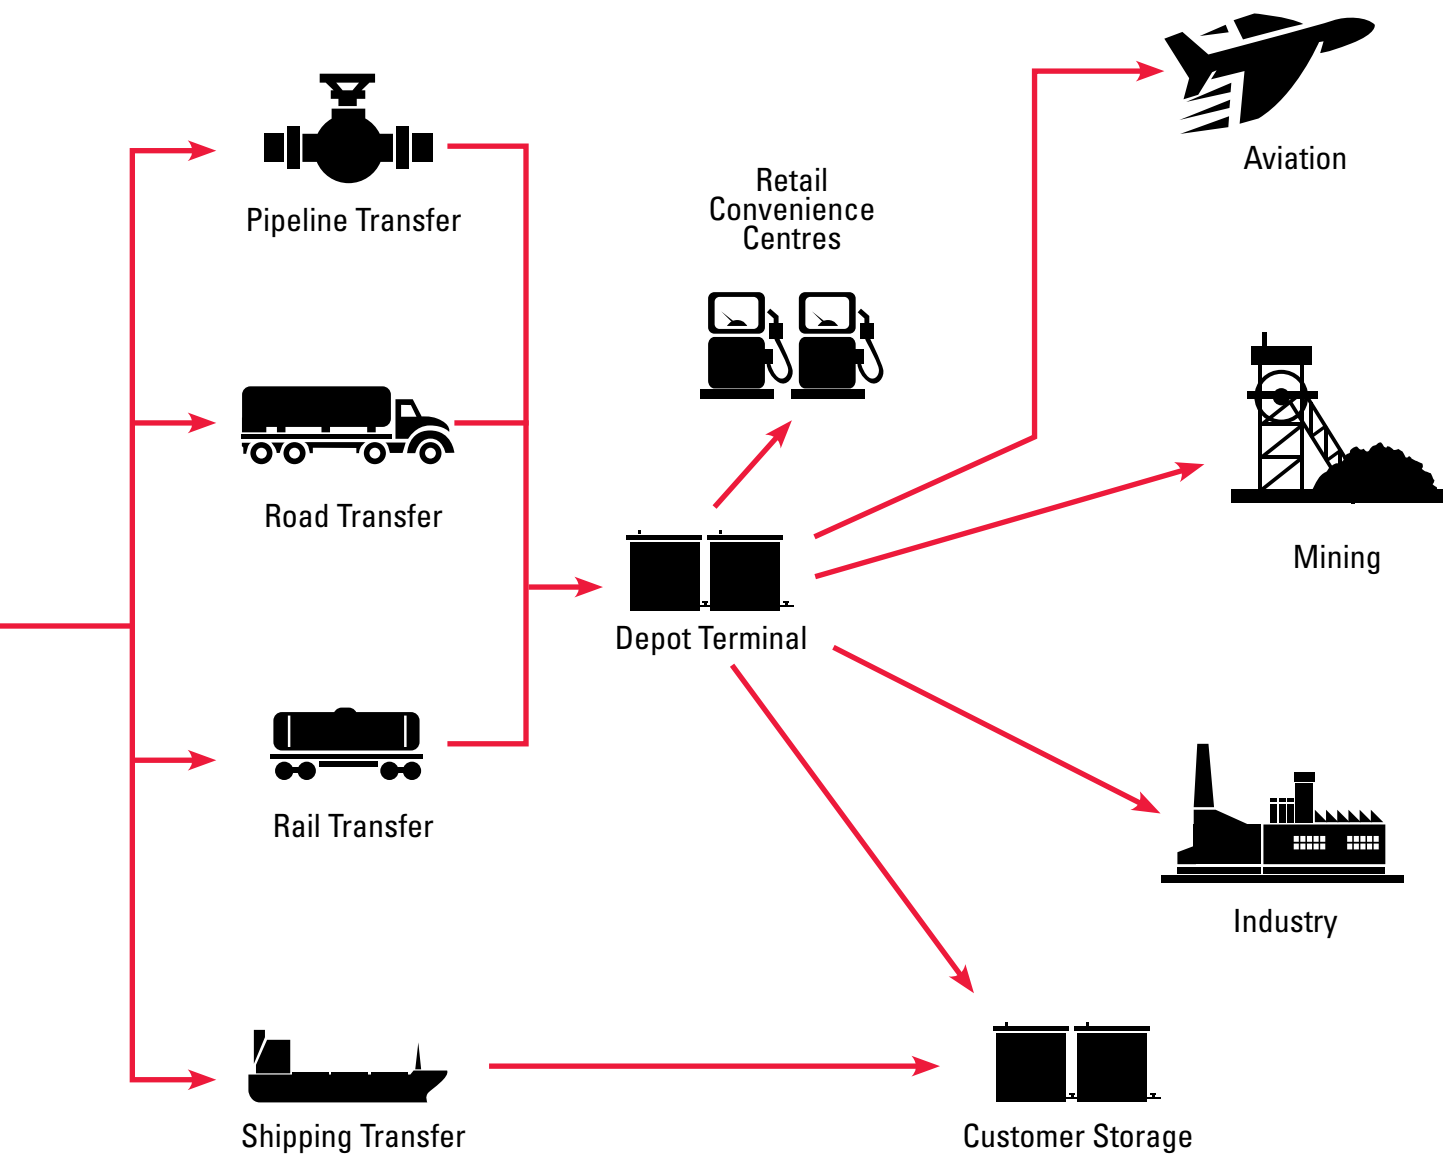 Aviation
Retail
Convenience
Centres
Pipeline Transfer
Road Transfer
Mining
Depot Terminal
Rail Transfer
Industry
Shipping Transfer
Customer Storage